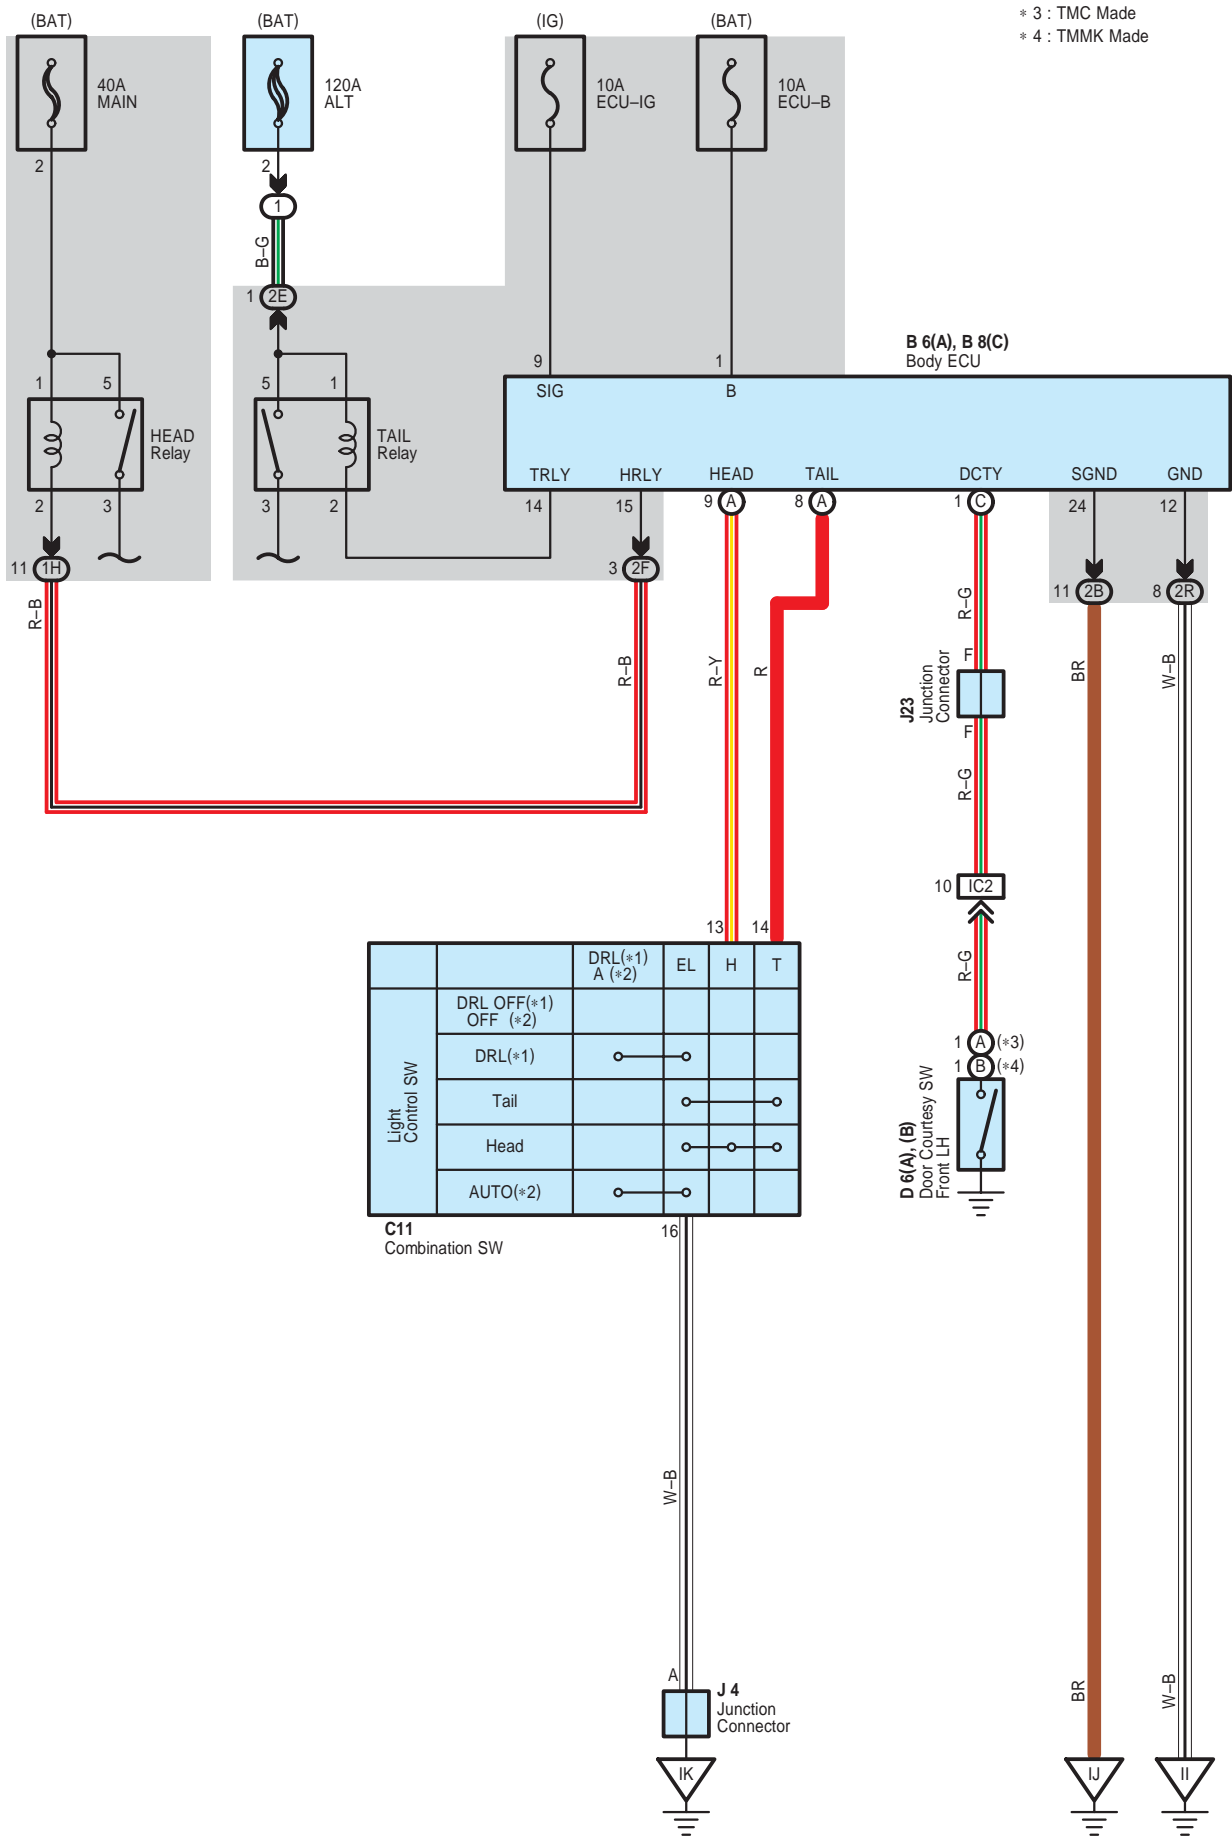 ∗ 3 : TMC Made
∗ 4 : TMMK Made
(BAT)
(BAT)
(IG)
(BAT)
40A
MAIN
120A
ALT
10A
ECU–IG
10A
ECU–B
2
2
1
B–G
1
2E
9
1
B 6(A), B 8(C)
Body ECU
SIG
B
1
5
5
1
HEAD
Relay
TAIL
Relay
TRLY
HRLY
HEAD
TAIL
DCTY
SGND
GND
2
3
3
2
14
15
9
A
8
A
1
C
24
12
11
1H
3
2F
11
2B
8
2R
R–B
R–B
R–Y
R
R–G
BR
W–B
F
J23
Junction
Connector
F
R–G
10
IC2
R–G
13
14
DRL(∗1)
A (∗2)
EL
H
T
Light
Control SW
DRL OFF(∗1)
OFF (∗2)
DRL(∗1)
Tail
Head
AUTO(∗2)
1
A
(∗3)
1
B
(∗4)
D 6(A), (B)
Door Courtesy SW
Front LH
C11
Combination SW
16
W–B
A
J 4
Junction
Connector
BR
W–B
IK
IJ
II